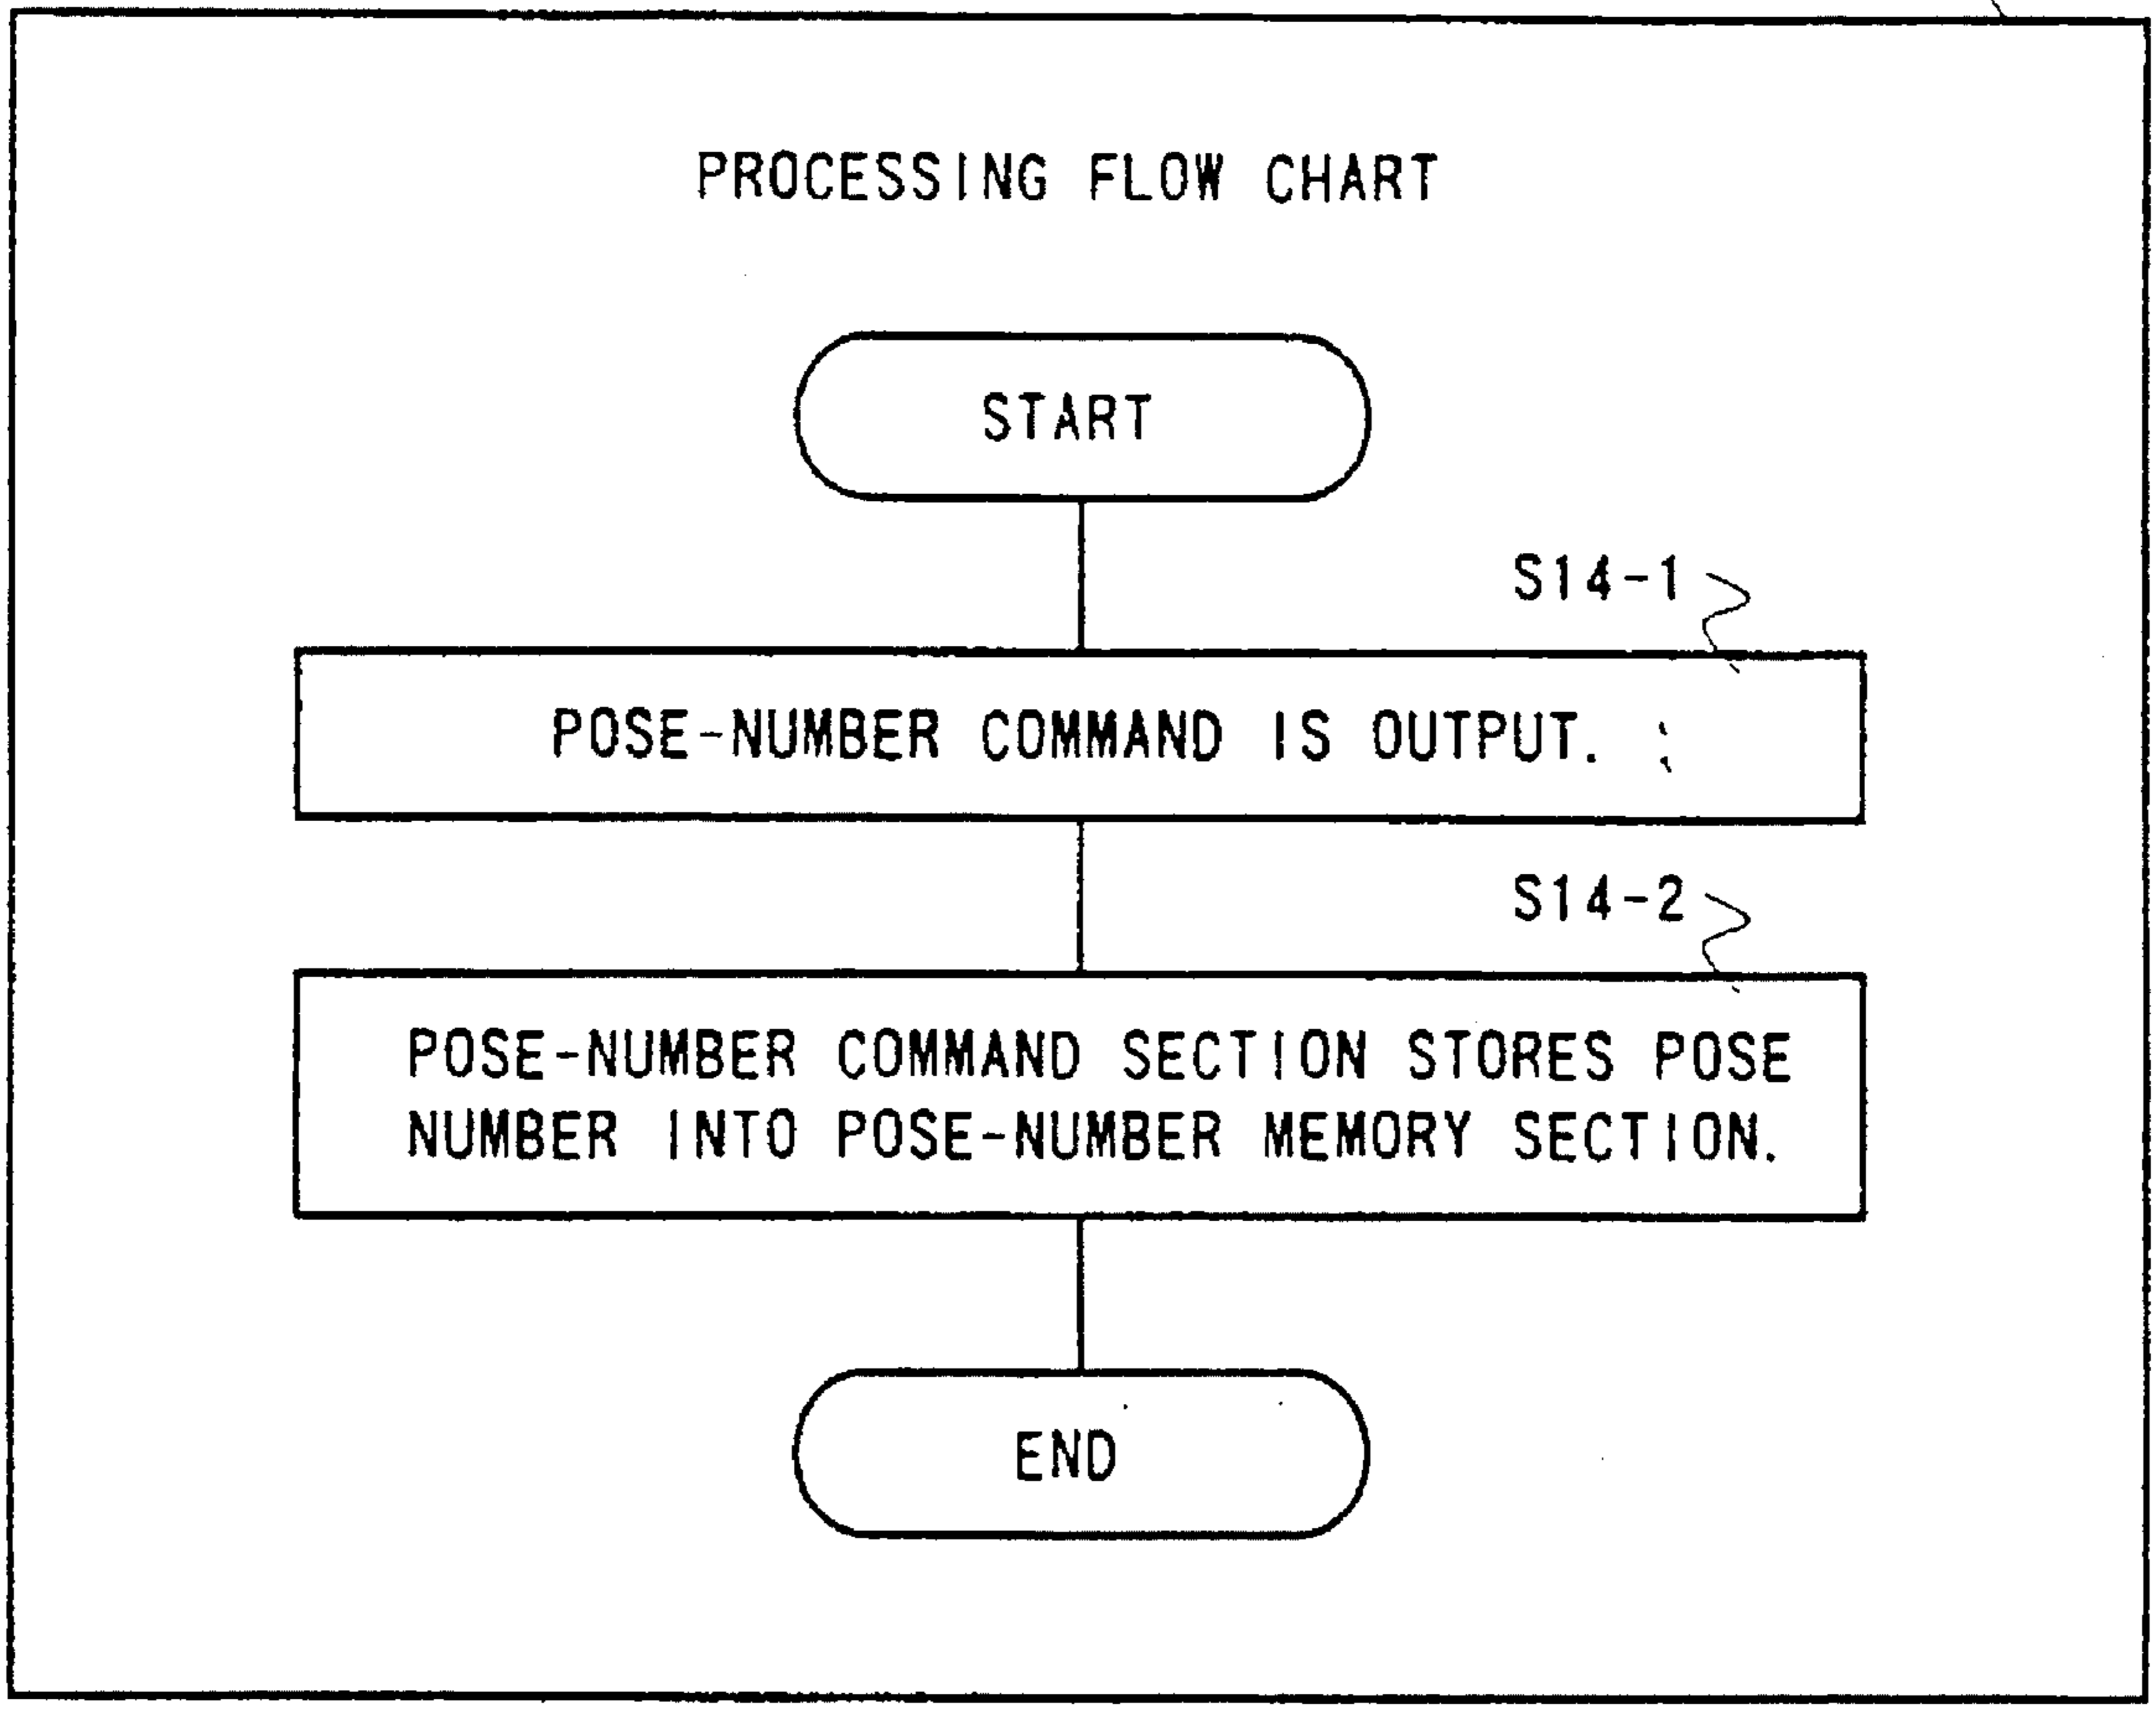 PROCESSING FLOW CHART
START
S14-1
POSE-NUMBER COMMAND IS OUTPUT.
S14-2
POSE-NUMBER COMMAND SECTION STORES POSE
NUMBER INTO POSE-NUMBER MEMORY SECTION.
END